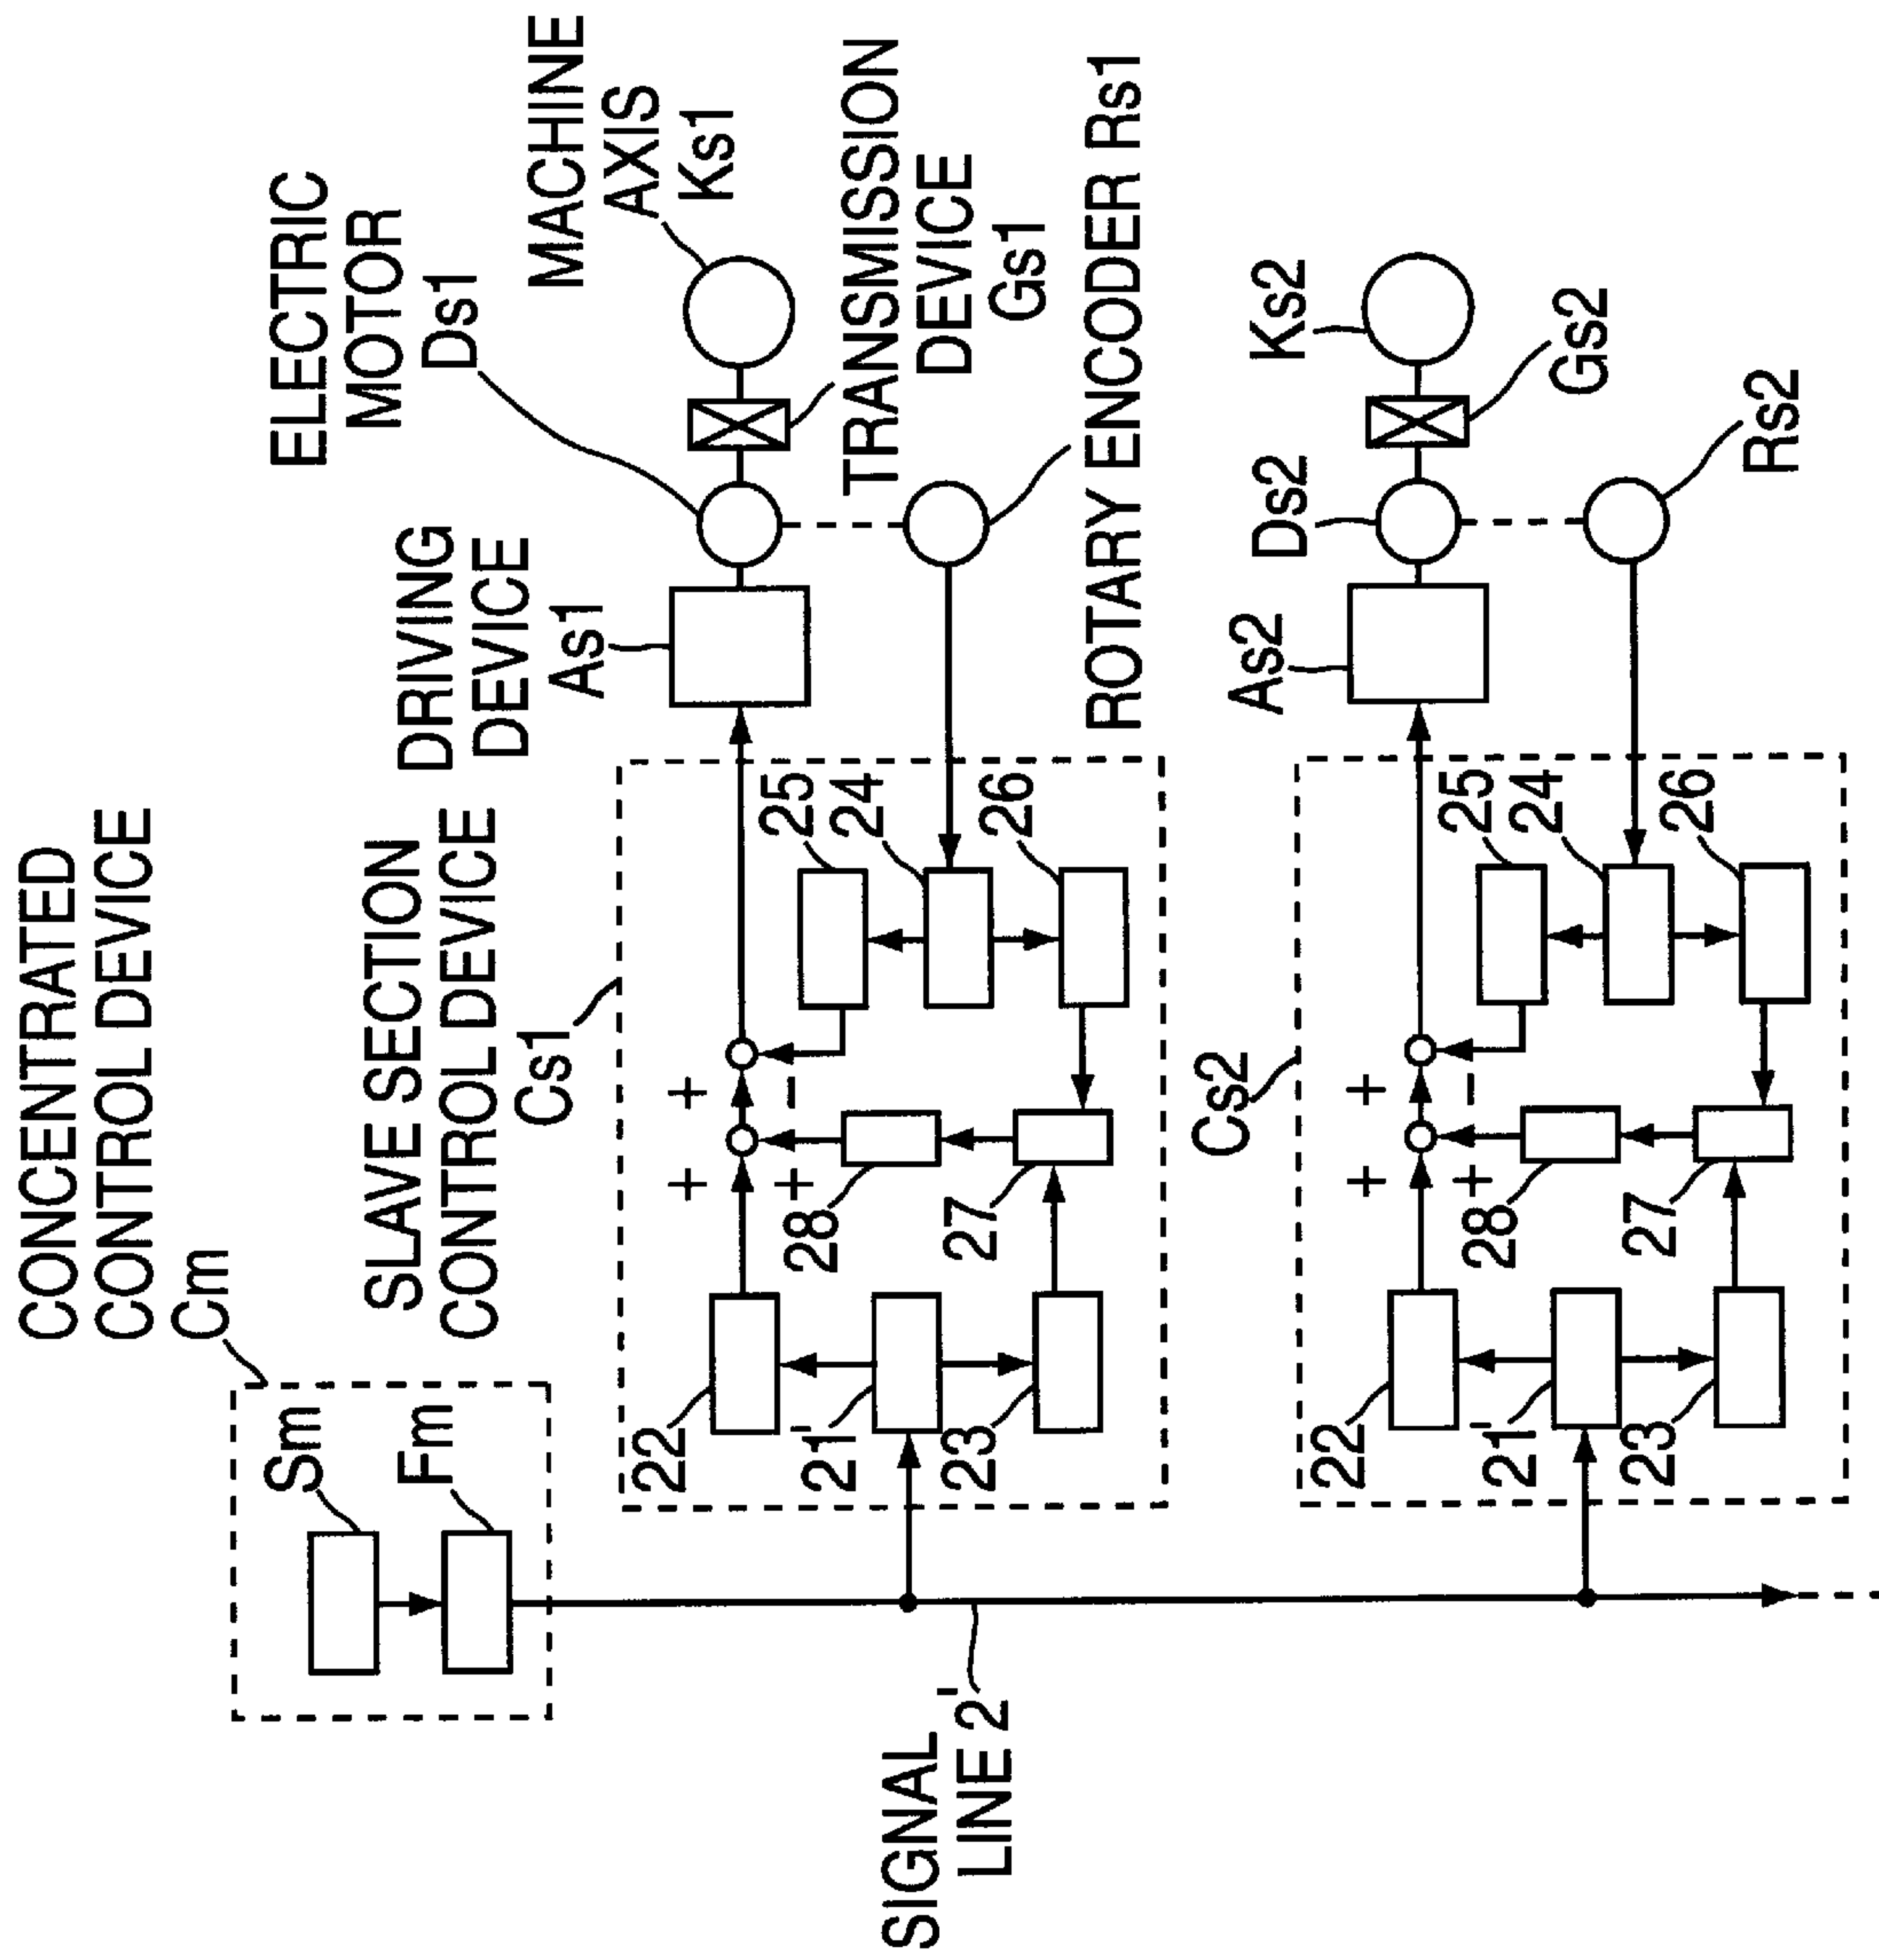 CONCENTRATED
CONTROL DEVICE
Cm
Sm
Fm
SIGNAL
LINE 2'
SLAVE SECTION
CONTROL DEVICE
Cs1
22
21'
23
+
+
+
−
28
27
25
24
26
DRIVING
DEVICE
As1
ELECTRIC
MOTOR
Ds1
MACHINE
AXIS
Ks1
TRANSMISSION
DEVICE
Gs1
ROTARY ENCODER Rs1
Cs2
22
21'
23
+
+
+
−
28
27
25
24
26
As2
Ds2
Ks2
Gs2
Rs2